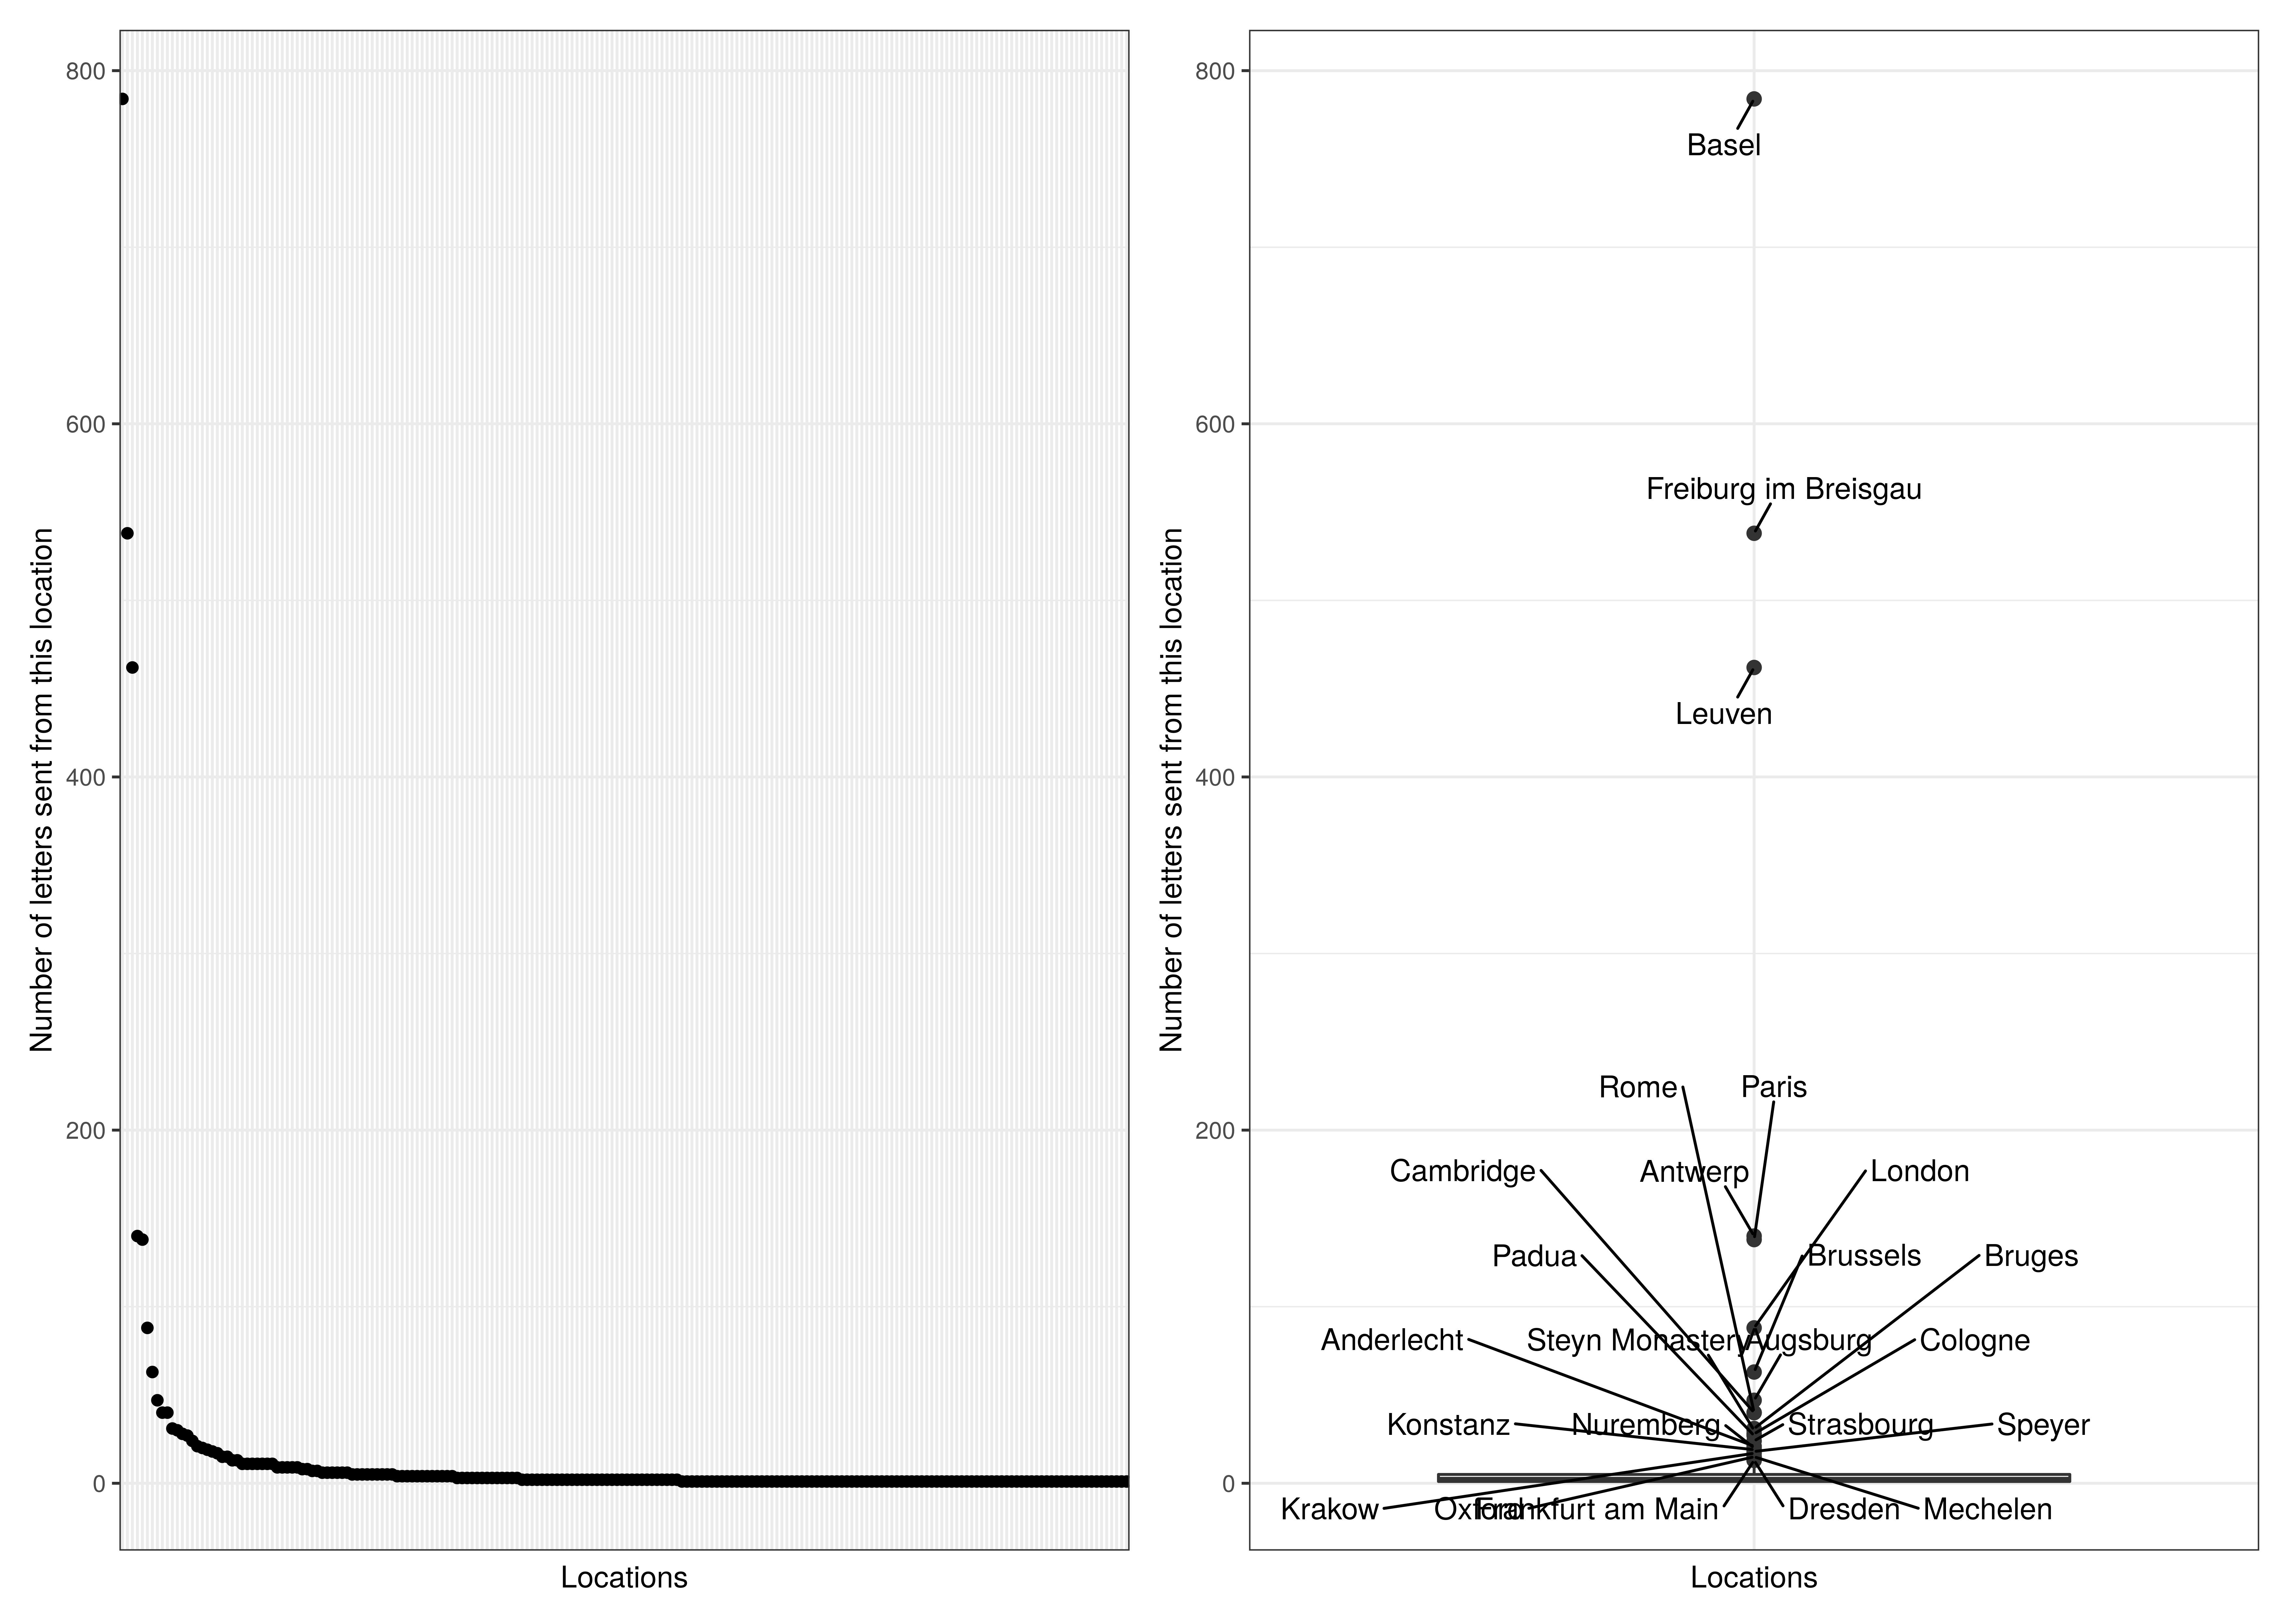 800
600
400
200
0
Number of letters sent from this location
Locations
800
600
400
200
0
Number of letters sent from this location
Basel
Freiburg im Breisgau
Leuven
Rome Paris
Cambridge Antwerp London
Padua Brussels Bruges
Anderlecht Steyn Monastery Augsburg Cologne
Konstanz Nuremberg Strasbourg Speyer
Krakow Oxford Frankfurt am Main Dresden Mechelen
Locations